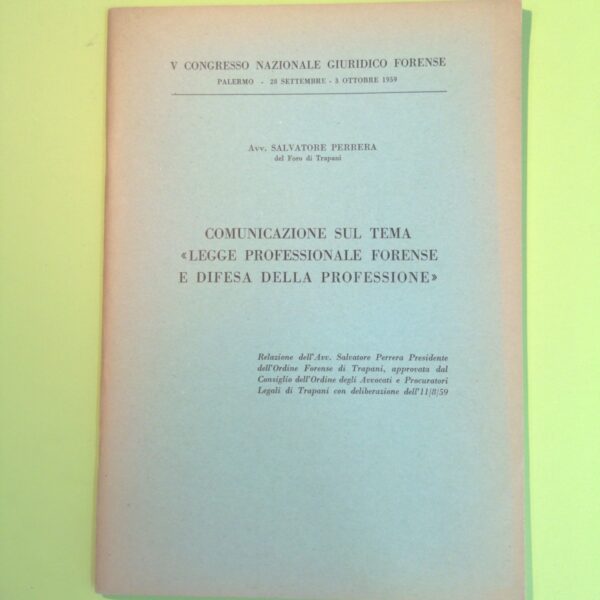 V CONGRESSO NAZIONALE GIURIDICO FORENSE
PALERMO - 28 SETTEMBRE - 3 OTTOBRE 1959
Avv. SALVATORE PERRERA
del Foro di Trapani
COMUNICAZIONE SUL TEMA
«LEGGE PROFESSIONALE FORENSE
E DIFESA DELLA PROFESSIONE»
Relazione dell'Avv. Salvatore Perrera Presidente
dell'Ordine Forense di Trapani, approvata dal
Consiglio dell'Ordine degli Avvocati e Procuratori
Legali di Trapani con deliberazione dell'11/8/59